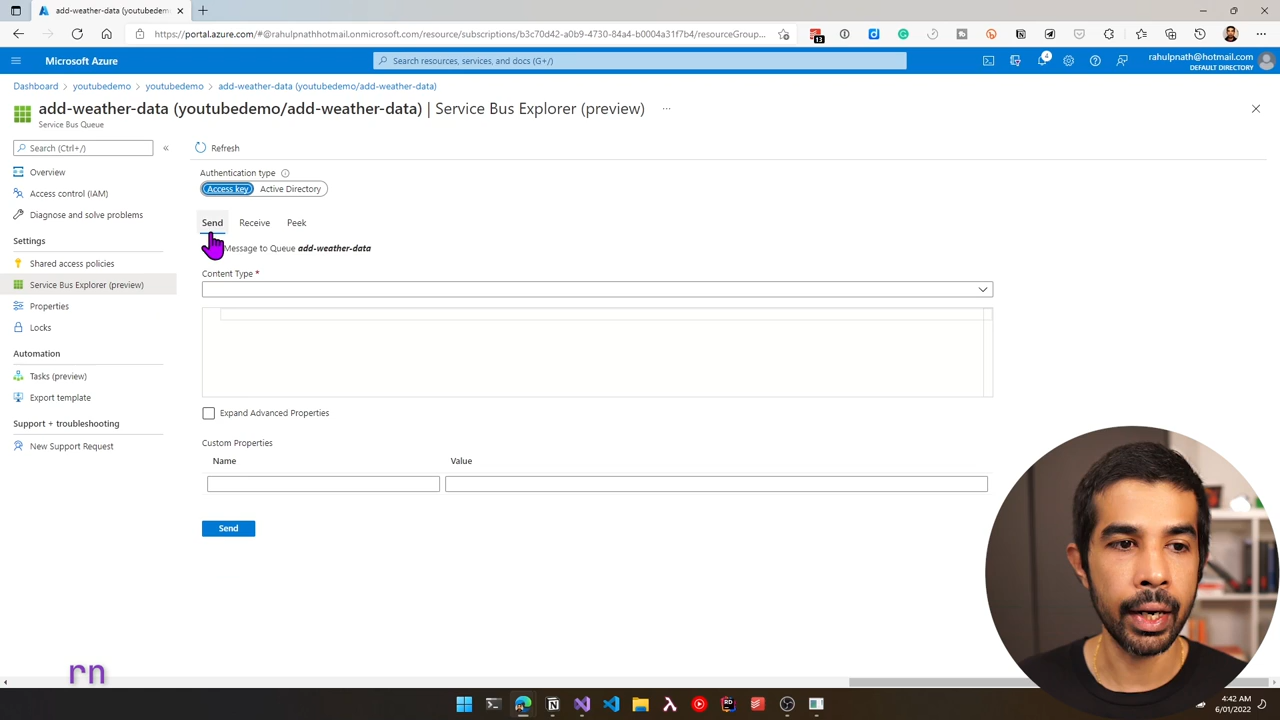 add-weather-data (youtubedem
https://portal.azure.com/#@rahulpnathhotmail.onmicrosoft.com/resource/subscriptions/b3c70d42-a0b9-4730-84a4-b0004a31f7b4/resourceGroup...
13
Microsoft Azure
Search resources, services, and docs (G+/)
4
rahulpnath@hotmail.com
DEFAULT DIRECTORY
Dashboard > youtubedemo > youtubedemo > add-weather-data (youtubedemo/add-weather-data)
add-weather-data (youtubedemo/add-weather-data) | Service Bus Explorer (preview) ...
Service Bus Queue
Search (Ctrl+/)
«
Overview
Access control (IAM)
Diagnose and solve problems
Settings
Shared access policies
Service Bus Explorer (preview)
Properties
Locks
Automation
Tasks (preview)
Export template
Support + troubleshooting
New Support Request
Refresh
Authentication type
Access key Active Directory
Send Receive Peek
Message to Queue add-weather-data
Content Type *
Expand Advanced Properties
Custom Properties
Name Value
Send
rn
4:42 AM
6/01/2022